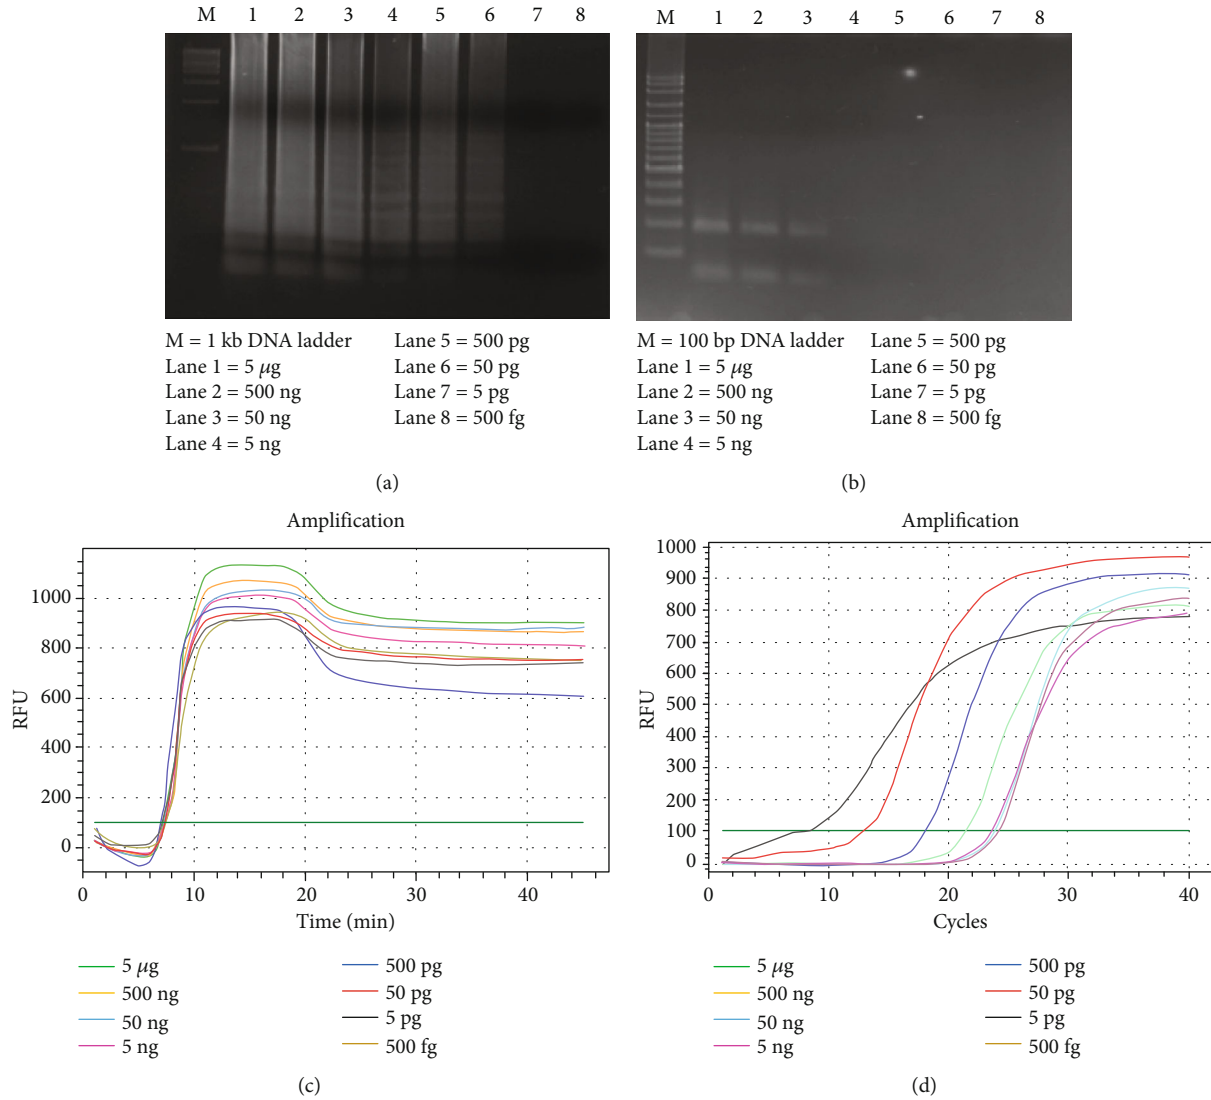 M 1 2 3 4 5 6 7 8
M 1 2 3 4 5 6 7 8
M = 1 kb DNA ladder
Lane 1 = 5 μg
Lane 2 = 500 ng
Lane 3 = 50 ng
Lane 4 = 5 ng
Lane 5 = 500 pg
Lane 6 = 50 pg
Lane 7 = 5 pg
Lane 8 = 500 fg
(a)
M = 100 bp DNA ladder
Lane 1 = 5 μg
Lane 2 = 500 ng
Lane 3 = 50 ng
Lane 4 = 5 ng
Lane 5 = 500 pg
Lane 6 = 50 pg
Lane 7 = 5 pg
Lane 8 = 500 fg
(b)
Amplification
RFU
1000
800
600
400
200
0
0 10 20 30 40
Time (min)
5 μg
500 ng
50 ng
5 ng
500 pg
50 pg
5 pg
500 fg
(c)
Amplification
RFU
1000
900
800
700
600
500
400
300
200
100
0
0 10 20 30 40
Cycles
5 μg
500 ng
50 ng
5 ng
500 pg
50 pg
5 pg
500 fg
(d)